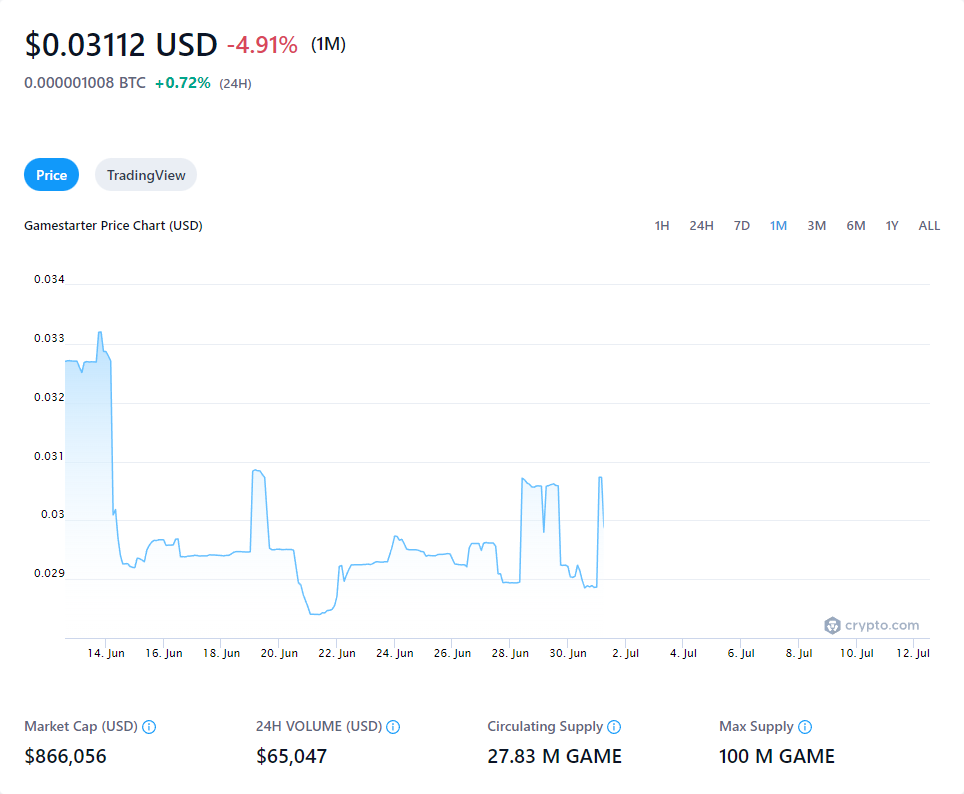 $0.03112 USD -4.91% (1M)
0.000001008 BTC +0.72% (24H)
Price TradingView
Gamestarter Price Chart (USD) 1H 24H 7D 1M 3M 6M 1Y ALL
0.034
0.033
0.032
0.031
0.03
0.029
crypto.com
14. Jun 16. Jun 18. Jun 20. Jun 22. Jun 24. Jun 26. Jun 28. Jun 30. Jun 2. Jul 4. Jul 6. Jul 8. Jul 10. Jul 12. Jul
Market Cap (USD) 24H VOLUME (USD) Circulating Supply Max Supply
$866,056 $65,047 27.83 M GAME 100 M GAME